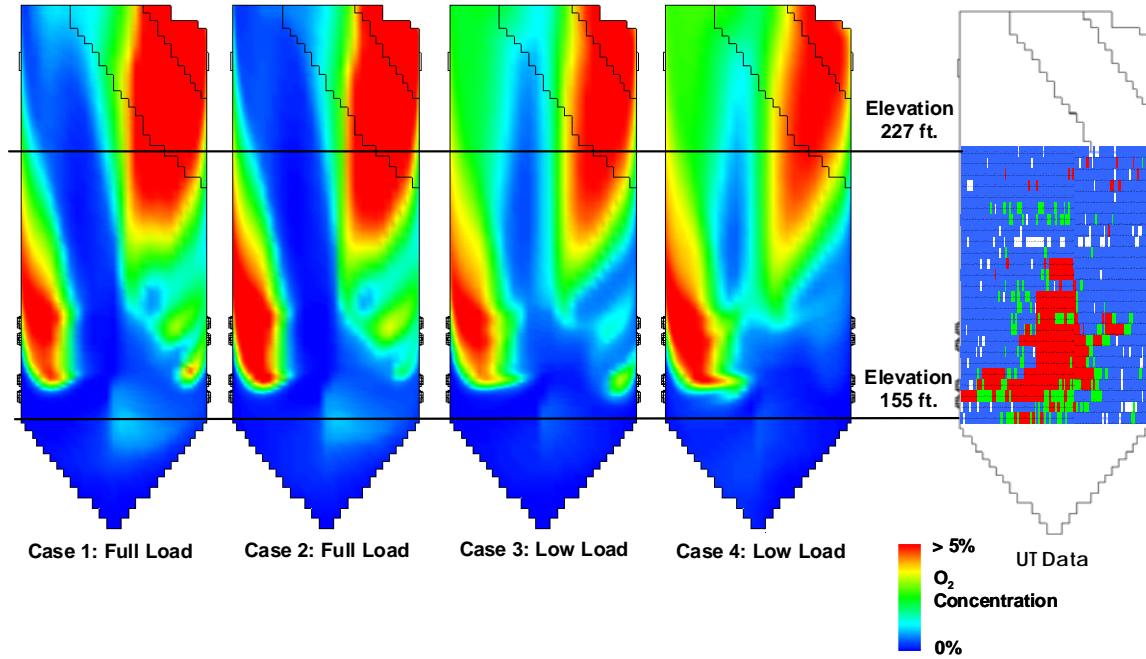 Elevation
227 ft.
Elevation
155 ft.
Case 1: Full Load
Case 2: Full Load
Case 3: Low Load
Case 4: Low Load
UT Data
> 5%
O2
Concentration
0%